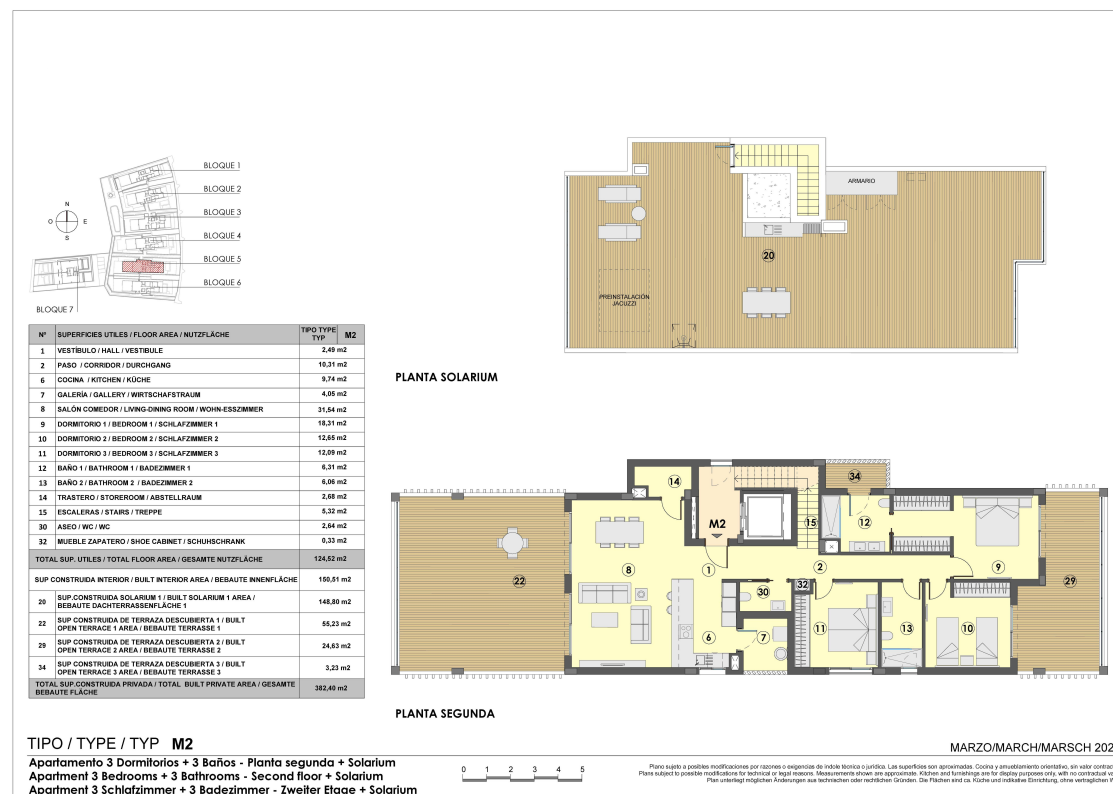 BLOQUE 1
BLOQUE 2
BLOQUE 3
BLOQUE 4
BLOQUE 5
BLOQUE 6
BLOQUE 7
N
O E
S
ARMARIO
20
PREINSTALACIÓN
JACUZZI
PLANTA SOLARIUM
Nº SUPERFICIES UTILES / FLOOR AREA / NUTZFLÄCHE TIPO TYPE TYP M2
1 VESTÍBULO / HALL / VESTIBULE 2,49 m2
2 PASO / CORRIDOR / DURCHGANG 10,31 m2
6 COCINA / KITCHEN / KÜCHE 9,74 m2
7 GALERÍA / GALLERY / WIRTSCHAFSTRAUM 4,05 m2
8 SALÓN COMEDOR / LIVING-DINING ROOM / WOHN-ESSZIMMER 31,54 m2
9 DORMITORIO 1 / BEDROOM 1 / SCHLAFZIMMER 1 18,31 m2
10 DORMITORIO 2 / BEDROOM 2 / SCHLAFZIMMER 2 12,65 m2
11 DORMITORIO 3 / BEDROOM 3 / SCHLAFZIMMER 3 12,09 m2
12 BAÑO 1 / BATHROOM 1 / BADEZIMMER 1 6,31 m2
13 BAÑO 2 / BATHROOM 2 / BADEZIMMER 2 6,06 m2
14 TRASTERO / STOREROOM / ABSTELLRAUM 2,68 m2
15 ESCALERAS / STAIRS / TREPPE 5,32 m2
30 ASEO / WC / WC 2,64 m2
32 MUEBLE ZAPATERO / SHOE CABINET / SCHUHSCHRANK 0,33 m2
TOTAL SUP. UTILES / TOTAL FLOOR AREA / GESAMTE NUTZFLÄCHE 124,52 m2
SUP CONSTRUIDA INTERIOR / BUILT INTERIOR AREA / BEBAUTE INNENFLÄCHE 150,51 m2
20 SUP.CONSTRUIDA SOLARIUM 1 / BUILT SOLARIUM 1 AREA /
BEBAUTE DACHTERRASSENFLÄCHE 1 148,80 m2
22 SUP CONSTRUIDA DE TERRAZA DESCUBIERTA 1 / BUILT
OPEN TERRACE 1 AREA / BEBAUTE TERRASSE 1 55,23 m2
29 SUP CONSTRUIDA DE TERRAZA DESCUBIERTA 2 / BUILT
OPEN TERRACE 2 AREA / BEBAUTE TERRASSE 2 24,63 m2
34 SUP CONSTRUIDA DE TERRAZA DESCUBIERTA 3 / BUILT
OPEN TERRACE 3 AREA / BEBAUTE TERRASSE 3 3,23 m2
TOTAL SUP.CONSTRUIDA PRIVADA / TOTAL BUILT PRIVATE AREA / GESAMTE
BEBAUTE FLÄCHE 382,40 m2
14
34
M2
15
12
22
8
1
2
9
29
30
32
6
7
11
13
10
PLANTA SEGUNDA
TIPO / TYPE / TYP M2
MARZO/MARCH/MARSCH 202
Apartamento 3 Dormitorios + 3 Baños - Planta segunda + Solarium
Apartment 3 Bedrooms + 3 Bathrooms - Second floor + Solarium
Apartment 3 Schlafzimmer + 3 Badezimmer - Zweiter Etage + Solarium
0 1 2 3 4 5
Plano sujeto a posibles modificaciones por razones o exigencias de índole técnica o jurídica. Las superficies son aproximadas. Cocina y amueblamiento orientativo, sin valor contract
Plans subject to possible modifications for technical or legal reasons. Measurements shown are approximate. Kitchen and furnishings are for display purposes only, with no contractual va
Plan unterliegt möglichen Änderungen aus technischen oder rechtlichen Gründen. Die Flächen sind ca. Küche und indikative Einrichtung, ohne vertraglichen W